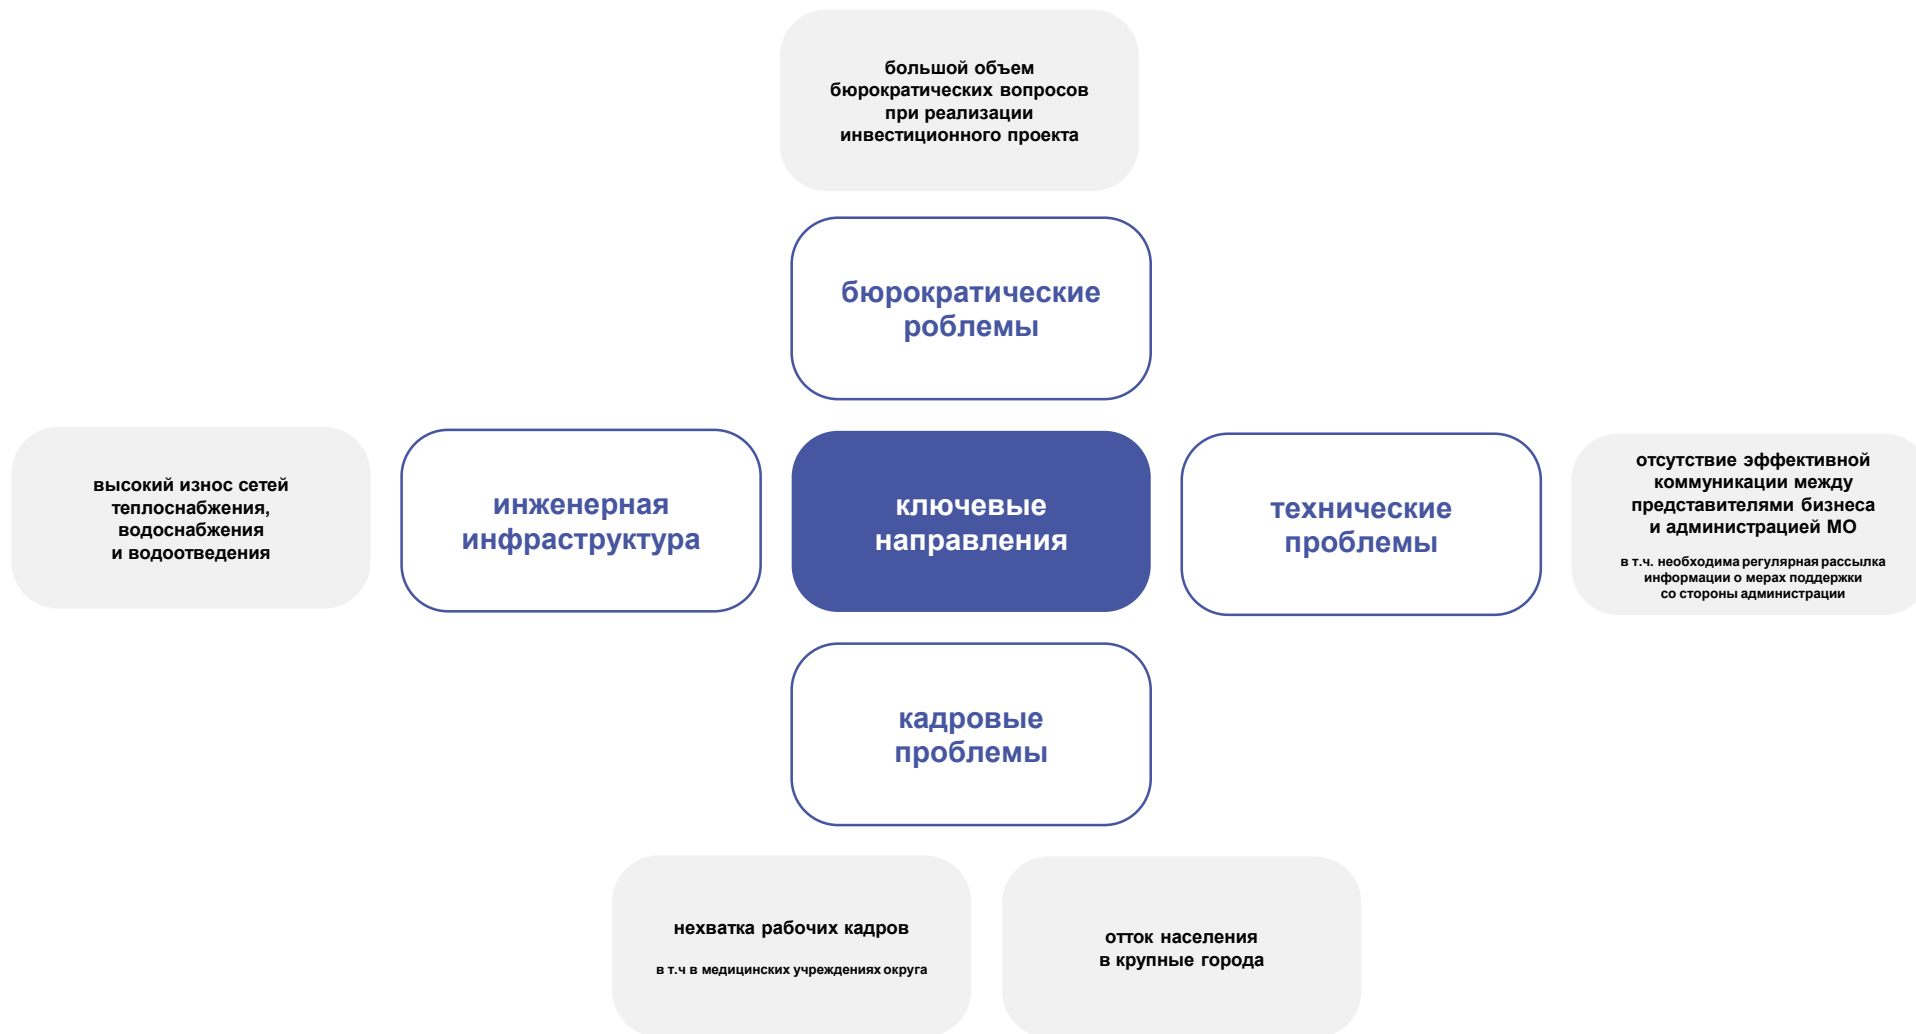 большой объем
бюрократических вопросов
при реализации
инвестиционного проекта
бюрократические
роблемы
высокий износ сетей
теплоснабжения,
водоснабжения
и водоотведения
инженерная
инфраструктура
ключевые
направления
технические
проблемы
отсутствие эффективной
коммуникации между
представителями бизнеса
и администрацией МО
в т.ч. необходима регулярная рассылка
информации о мерах поддержки
со стороны администрации
кадровые
проблемы
нехватка рабочих кадров
в т.ч в медицинских учреждениях округа
отток населения
в крупные города